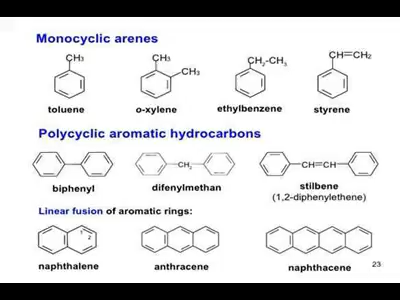 Monocyclic arenes
CH₃
CH₃
CH₃
CH₂-CH₃
CH=CH₂
toluene
o-xylene
ethylbenzene
styrene
Polycyclic aromatic hydrocarbons
CH₂
CH=CH
biphenyl
difenylmethan
stilbene
(1,2-diphenylethene)
Linear fusion of aromatic rings:
1
2
naphthalene
anthracene
naphthacene
23